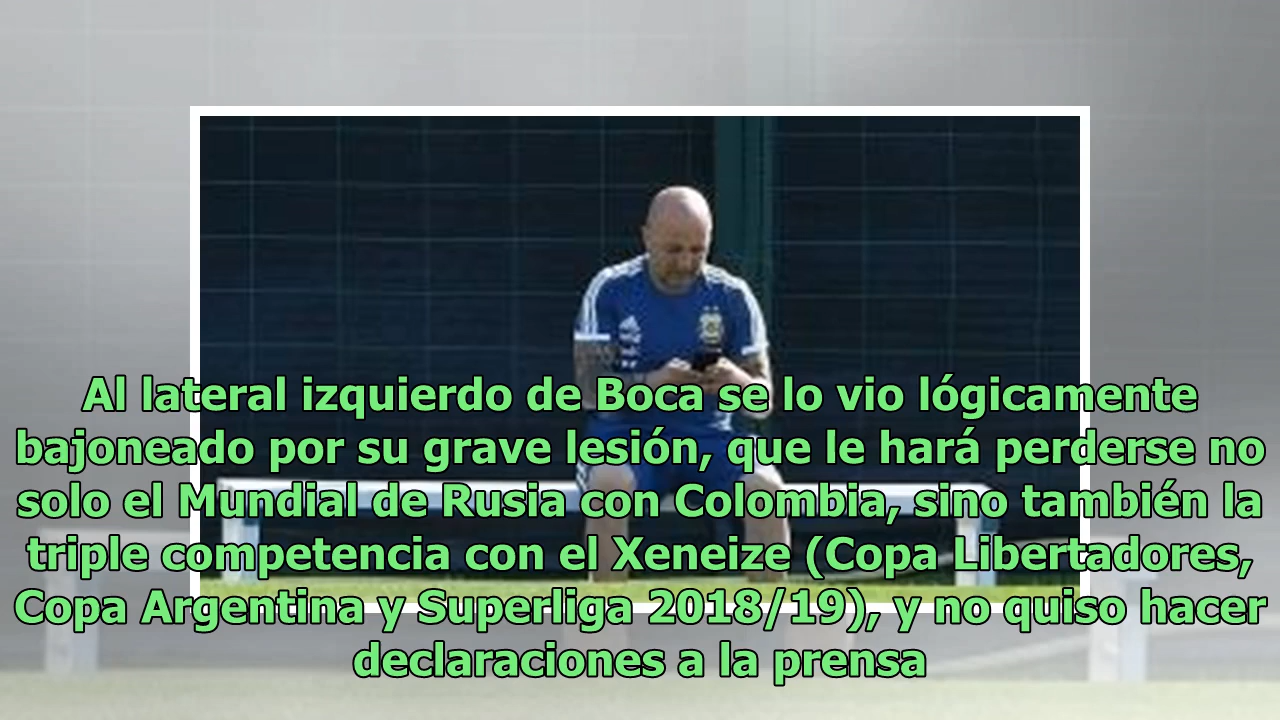 Al lateral izquierdo de Boca se lo vio lógicamente
bajoneado por su grave lesión, que le hará perderse no
solo el Mundial de Rusia con Colombia, sino también la
triple competencia con el Xeneize (Copa Libertadores,
Copa Argentina y Superliga 2018/19), y no quiso hacer
declaraciones a la prensa